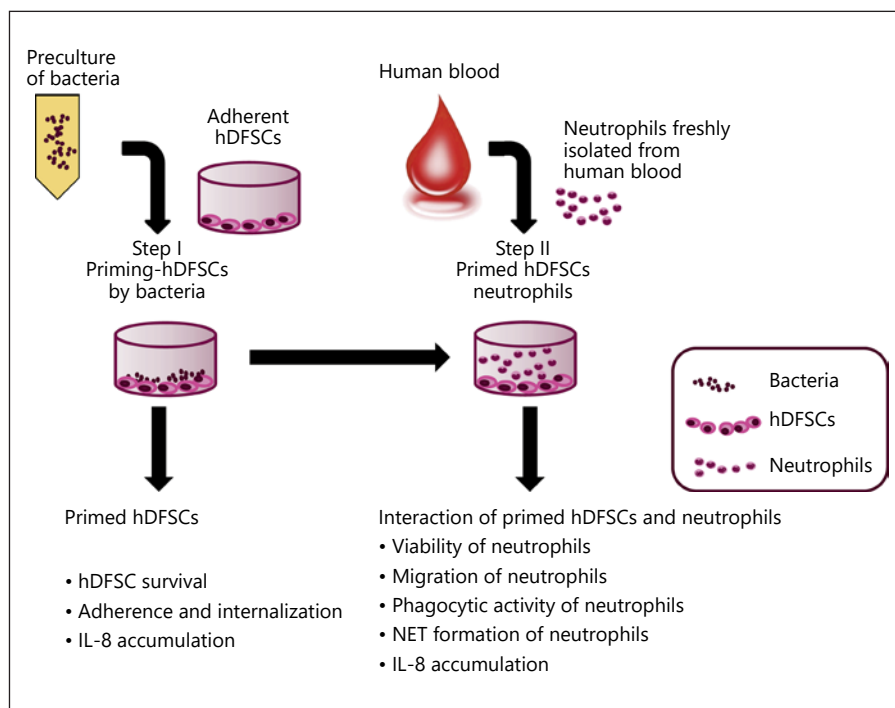 Preculture
of bacteria
Adherent
hDFSCs
Step I
Priming-hDFSCs
by bacteria
Human blood
Neutrophils freshly
isolated from
human blood
Step II
Primed hDFSCs
neutrophils
Bacteria
hDFSCs
Neutrophils
Primed hDFSCs
• hDFSC survival
• Adherence and internalization
• IL-8 accumulation
Interaction of primed hDFSCs and neutrophils
• Viability of neutrophils
• Migration of neutrophils
• Phagocytic activity of neutrophils
• NET formation of neutrophils
• IL-8 accumulation